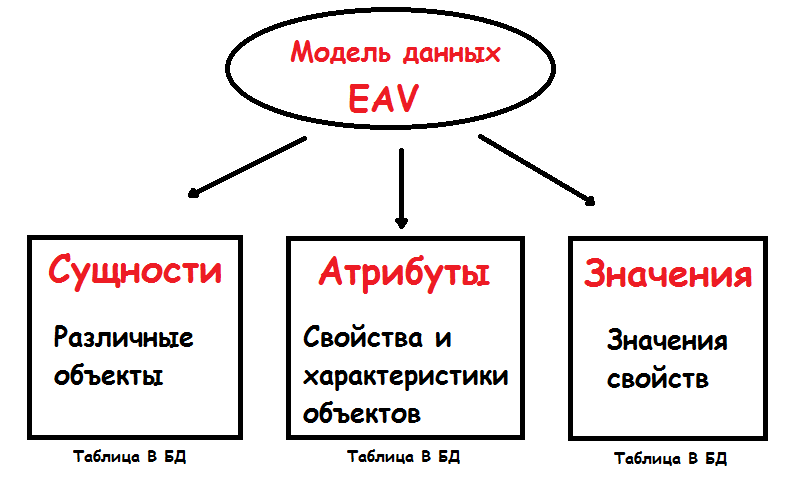 Модель данных
EAV
Сущности
Различные
объекты
Таблица В БД
Атрибуты
Свойства и
характеристики
объектов
Таблица В БД
Значения
Значения
свойств
Таблица В БД